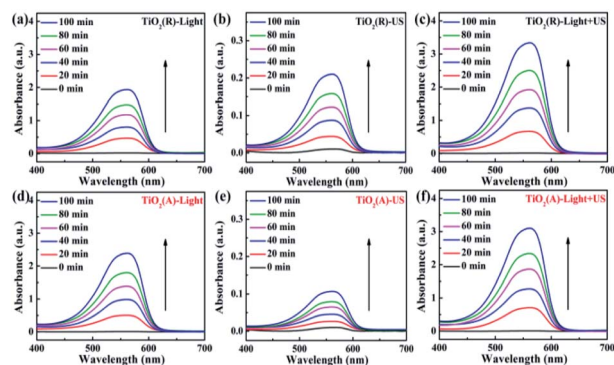 (a)
TiO2(R)-Light
100 min
80 min
60 min
40 min
20 min
0 min
Absorbance (a.u.)
4
3
2
1
0
400 500 600 700
Wavelength (nm)
(b)
TiO2(R)-US
100 min
80 min
60 min
40 min
20 min
0 min
Absorbance (a.u.)
0.3
0.2
0.1
0.0
400 500 600 700
Wavelength (nm)
(c)
TiO2(R)-Light+US
100 min
80 min
60 min
40 min
20 min
0 min
Absorbance (a.u.)
4
3
2
1
0
400 500 600 700
Wavelength (nm)
(d)
TiO2(A)-Light
100 min
80 min
60 min
40 min
20 min
0 min
Absorbance (a.u.)
4
3
2
1
0
400 500 600 700
Wavelength (nm)
(e)
TiO2(A)-US
100 min
80 min
60 min
40 min
20 min
0 min
Absorbance (a.u.)
0.3
0.2
0.1
0.0
400 500 600 700
Wavelength (nm)
(f)
TiO2(A)-Light+US
100 min
80 min
60 min
40 min
20 min
0 min
Absorbance (a.u.)
4
3
2
1
0
400 500 600 700
Wavelength (nm)